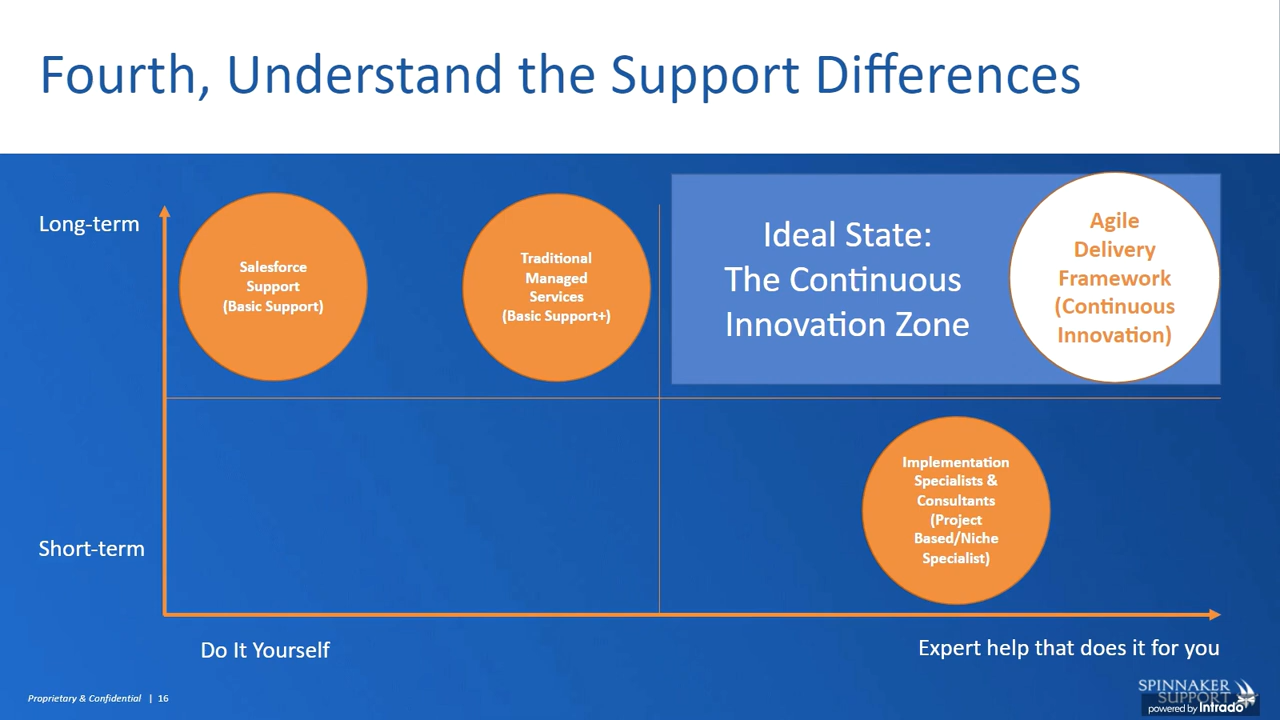 Fourth, Understand the Support Differences
Long-term
Salesforce
Support
(Basic Support)
Traditional
Managed
Services
(Basic Support+)
Ideal State:
The Continuous
Innovation Zone
Agile
Delivery
Framework
(Continuous
Innovation)
Implementation
Specialists &
Consultants
(Project
Based/Niche
Specialist)
Short-term
Do It Yourself
Expert help that does it for you
Proprietary & Confidential | 16
SPINNAKER
SUPPORT
powered by Intrado